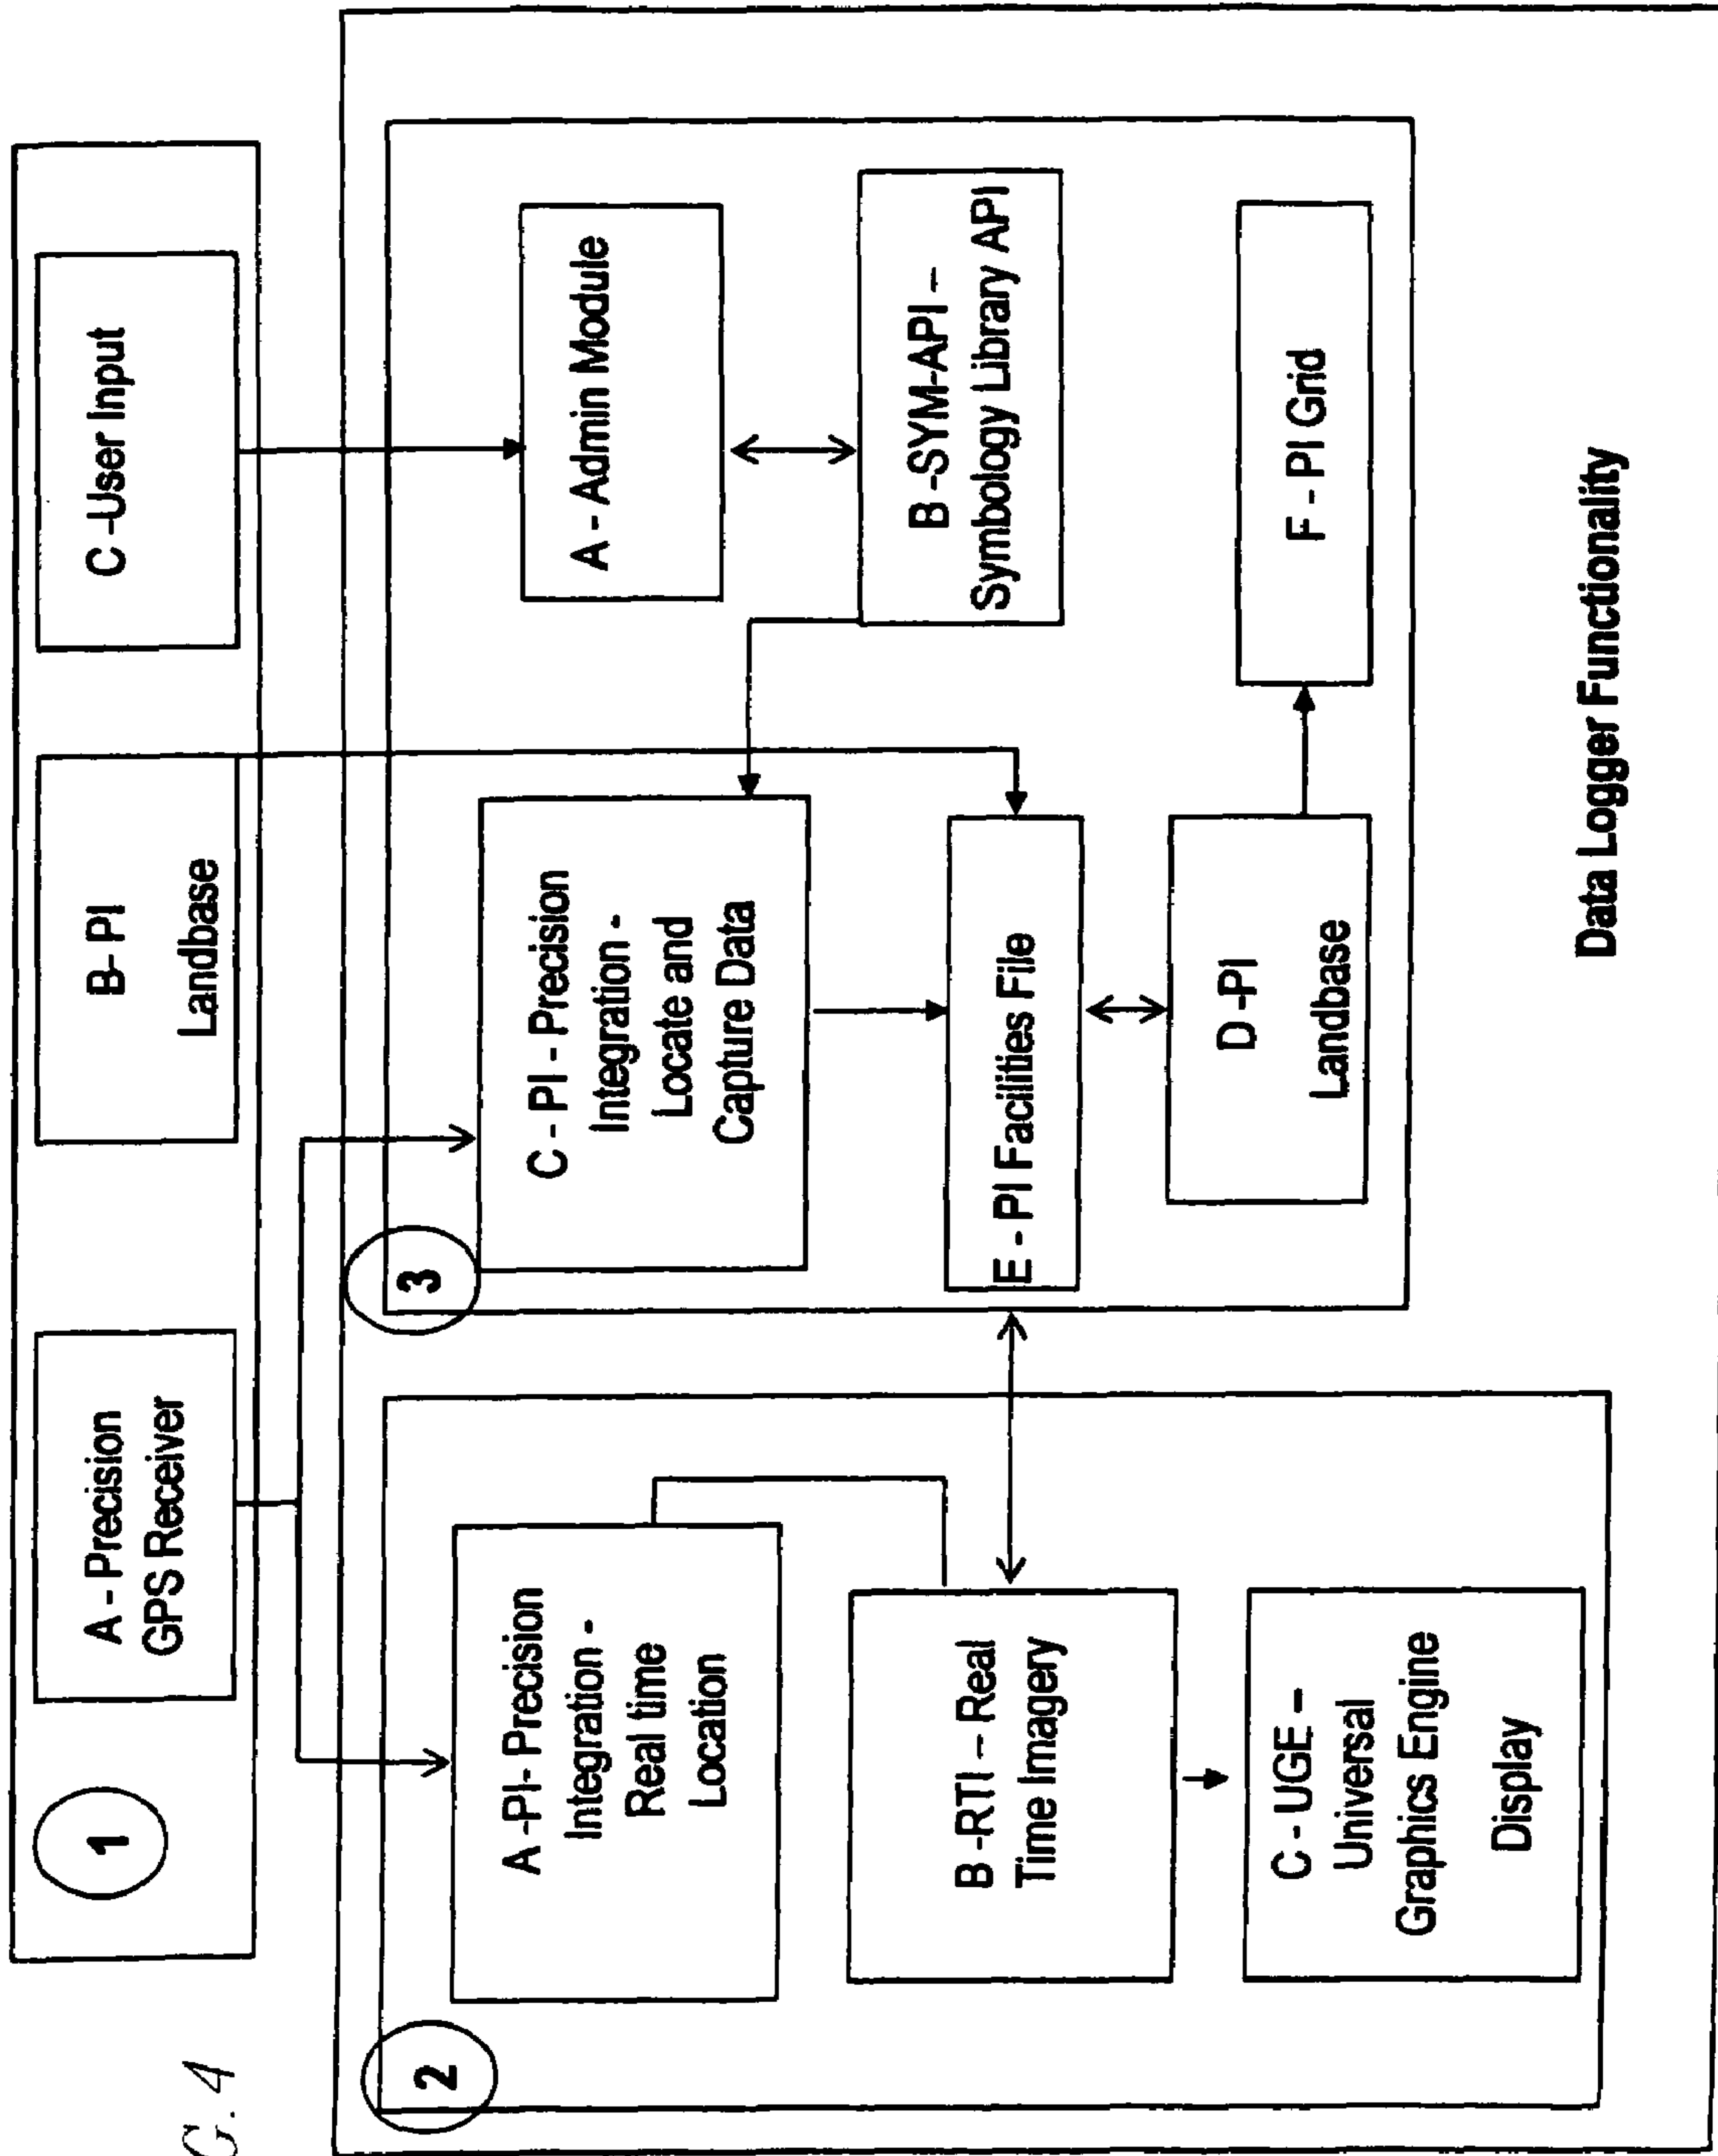 G. 4
1
A - Precision
GPS Receiver
B- PI
Landbase
C -User Input
2
A -PI- Precision
Integration -
Real time
Location
B -RTI – Real
Time Imagery
C - UGE –
Universal
Graphics Engine
Display
3
C - PI - Precision
Integration -
Locate and
Capture Data
A - Admin Module
B -SYM-API –
Symbology Library API
E - PI Facilities File
D -PI
Landbase
F - PI Grid
Data Logger Functionality